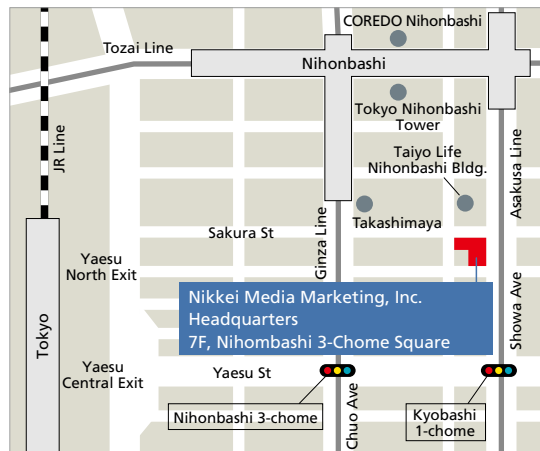 COREDO Nihonbashi
Tozai Line
Nihonbashi
Tokyo Nihonbashi
Tower
JR Line
Taiyo Life
Nihonbashi Bldg.
Asakusa Line
Takashimaya
Sakura St
Ginza Line
Yaesu
North Exit
Nikkei Media Marketing, Inc.
Headquarters
7F, Nihombashi 3-Chome Square
Showa Ave
Tokyo
Yaesu
Central Exit
Yaesu St
Nihonbashi 3-chome
Chuo Ave
Kyobashi
1-chome